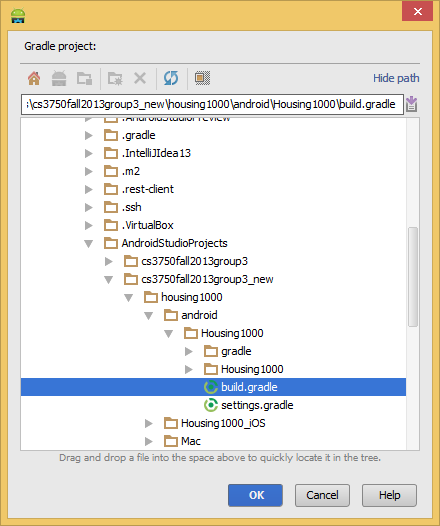 Gradle project:
Hide path
:\cs3750fall2013group3_new\housing1000\android\Housing1000\build.gradle
.AndroidStudioPreview
.gradle
.IntelliJIdea13
.m2
.rest-client
.ssh
.VirtualBox
AndroidStudioProjects
cs3750fall2013group3
cs3750fall2013group3_new
housing1000
android
Housing1000
gradle
Housing1000
build.gradle
settings.gradle
Housing1000_iOS
Mac
Drag and drop a file into the space above to quickly locate it in the tree.
OK
Cancel
Help